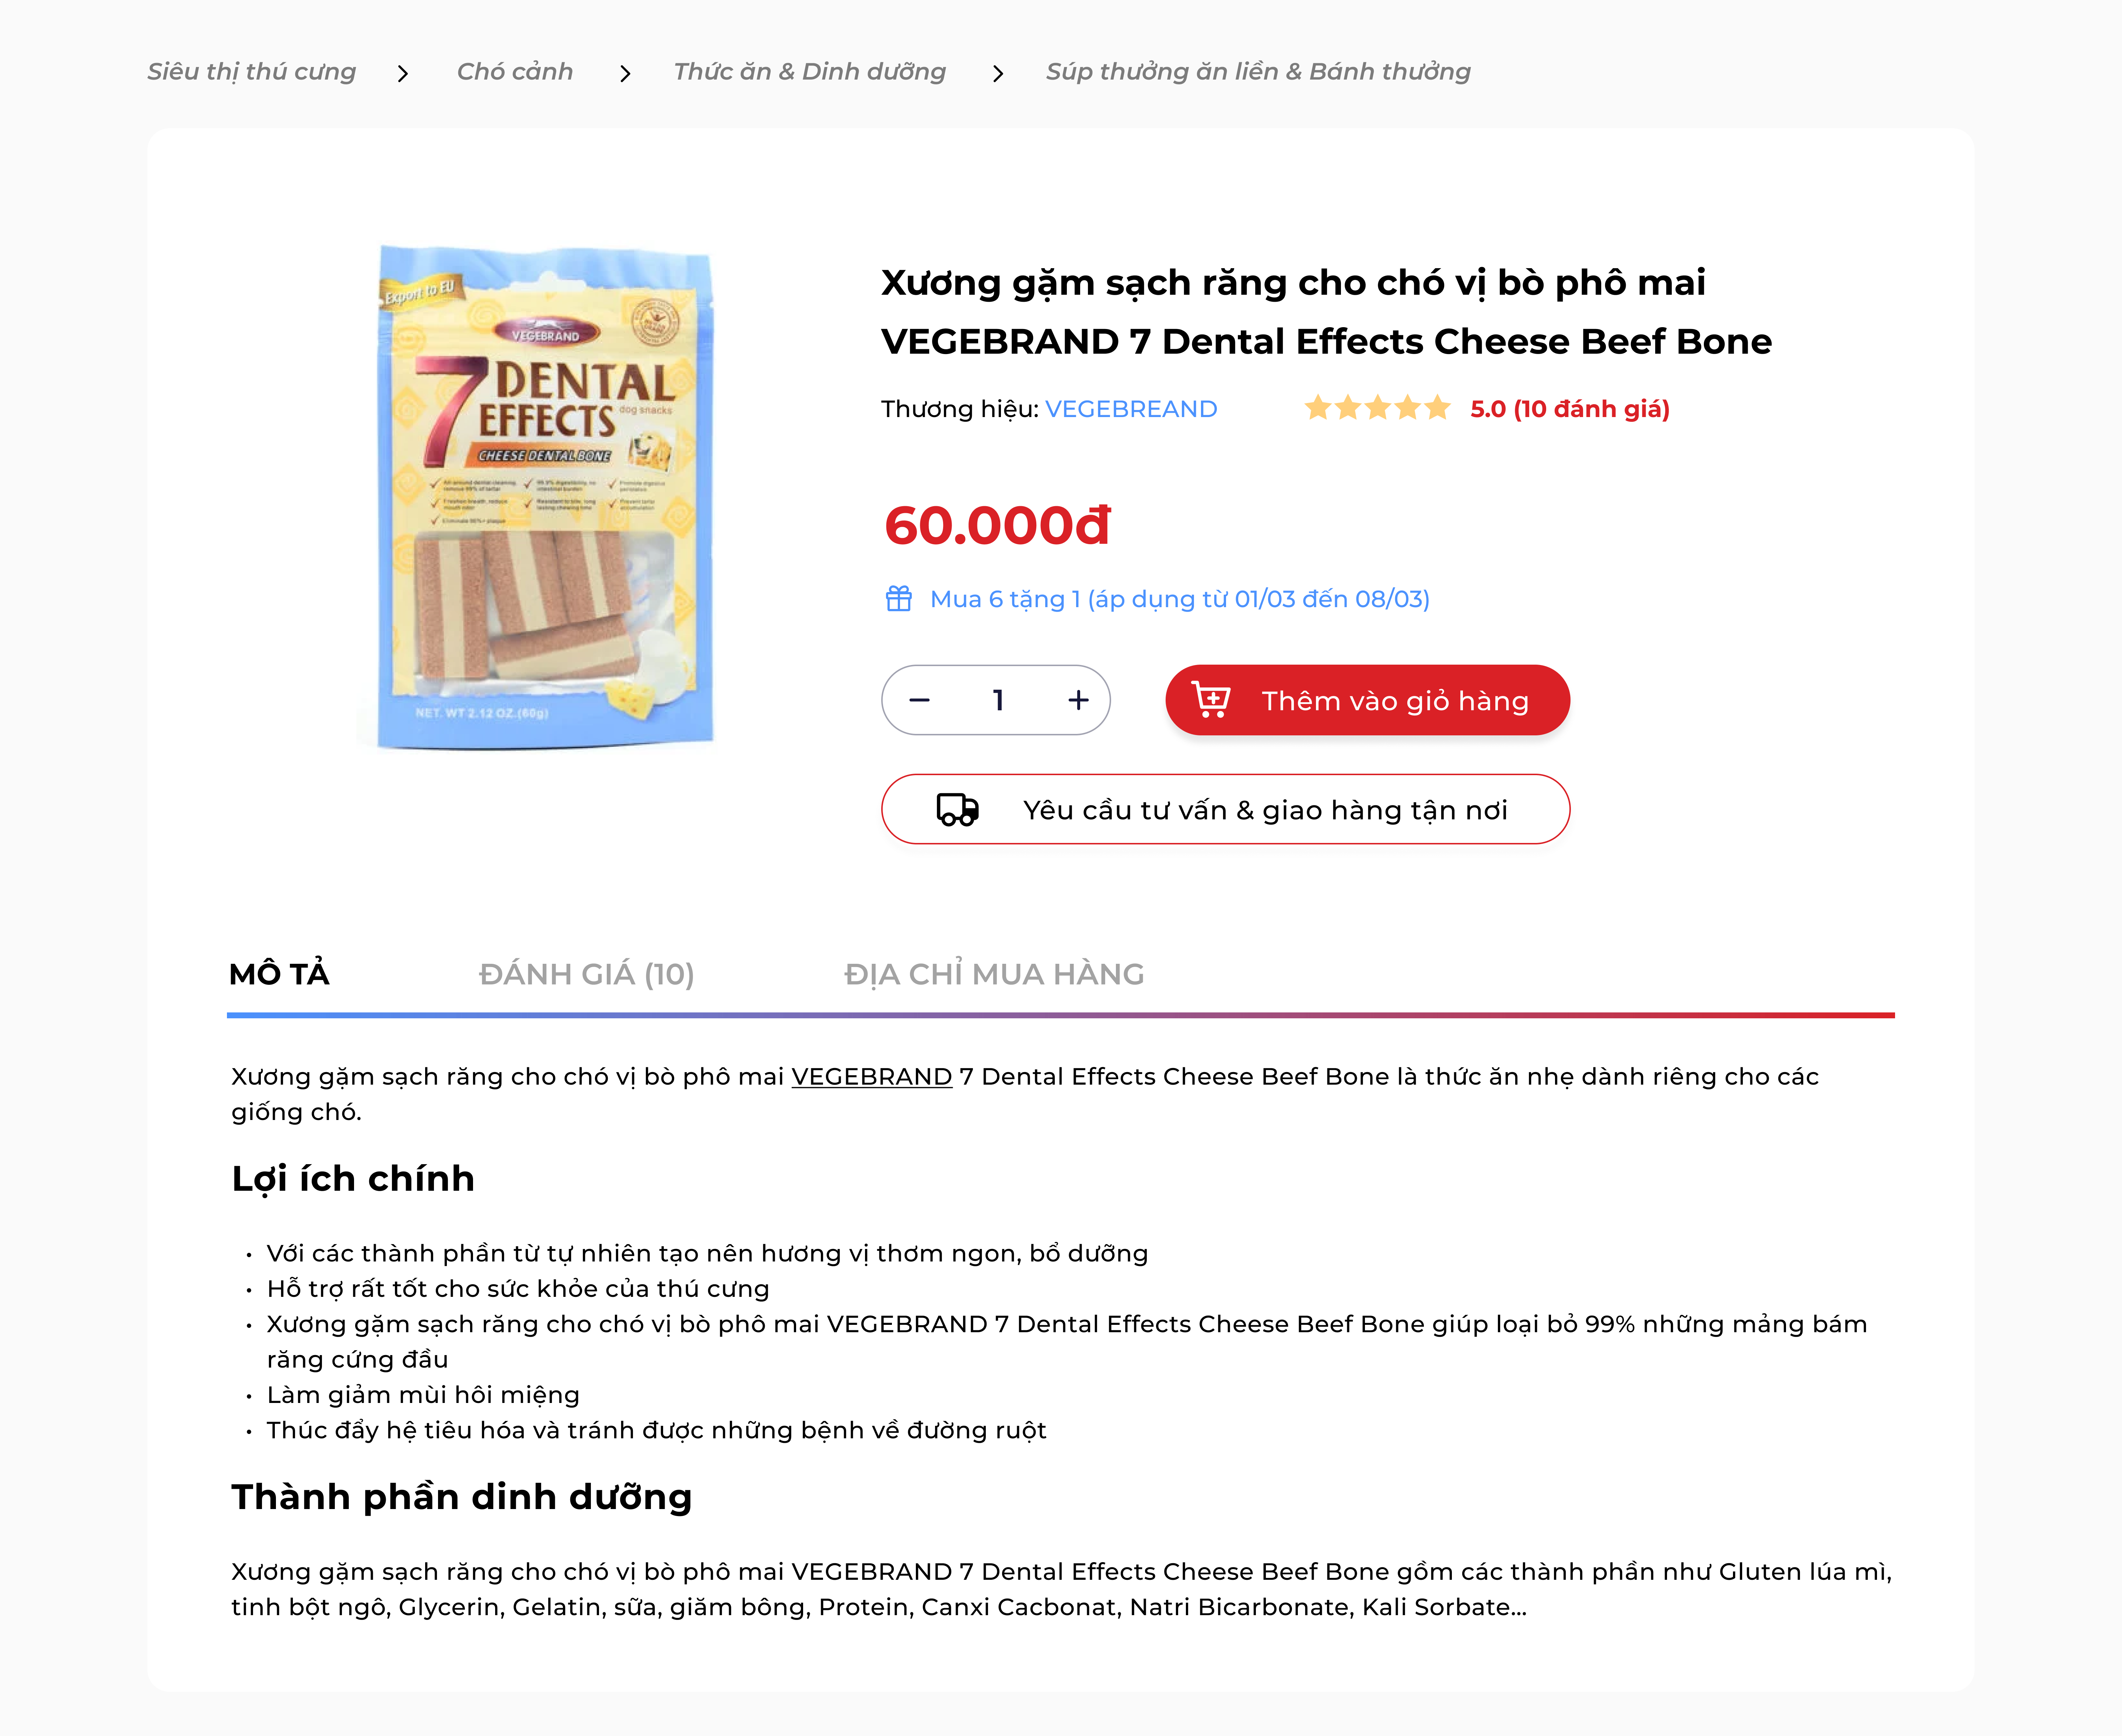 Siêu thị thú cưng > Chó cảnh > Thức ăn & Dinh dưỡng > Súp thưởng ăn liền & Bánh thưởng
Export to EU
VEGEBRAND
7 DENTAL
EFFECTS dog snacks
CHEESE DENTAL BONE
NET. WT 2.12 OZ.(60g)
Xương gặm sạch răng cho chó vị bò phô mai
VEGEBRAND 7 Dental Effects Cheese Beef Bone
Thương hiệu: VEGEBREAND 5.0 (10 đánh giá)
60.000đ
Mua 6 tặng 1 (áp dụng từ 01/03 đến 08/03)
− 1 + Thêm vào giỏ hàng
Yêu cầu tư vấn & giao hàng tận nơi
MÔ TẢ ĐÁNH GIÁ (10) ĐỊA CHỈ MUA HÀNG
Xương gặm sạch răng cho chó vị bò phô mai VEGEBRAND 7 Dental Effects Cheese Beef Bone là thức ăn nhẹ dành riêng cho các
giống chó.
Lợi ích chính
• Với các thành phần từ tự nhiên tạo nên hương vị thơm ngon, bổ dưỡng
• Hỗ trợ rất tốt cho sức khỏe của thú cưng
• Xương gặm sạch răng cho chó vị bò phô mai VEGEBRAND 7 Dental Effects Cheese Beef Bone giúp loại bỏ 99% những mảng bám
răng cứng đầu
• Làm giảm mùi hôi miệng
• Thúc đẩy hệ tiêu hóa và tránh được những bệnh về đường ruột
Thành phần dinh dưỡng
Xương gặm sạch răng cho chó vị bò phô mai VEGEBRAND 7 Dental Effects Cheese Beef Bone gồm các thành phần như Gluten lúa mì,
tinh bột ngô, Glycerin, Gelatin, sữa, giăm bông, Protein, Canxi Cacbonat, Natri Bicarbonate, Kali Sorbate...